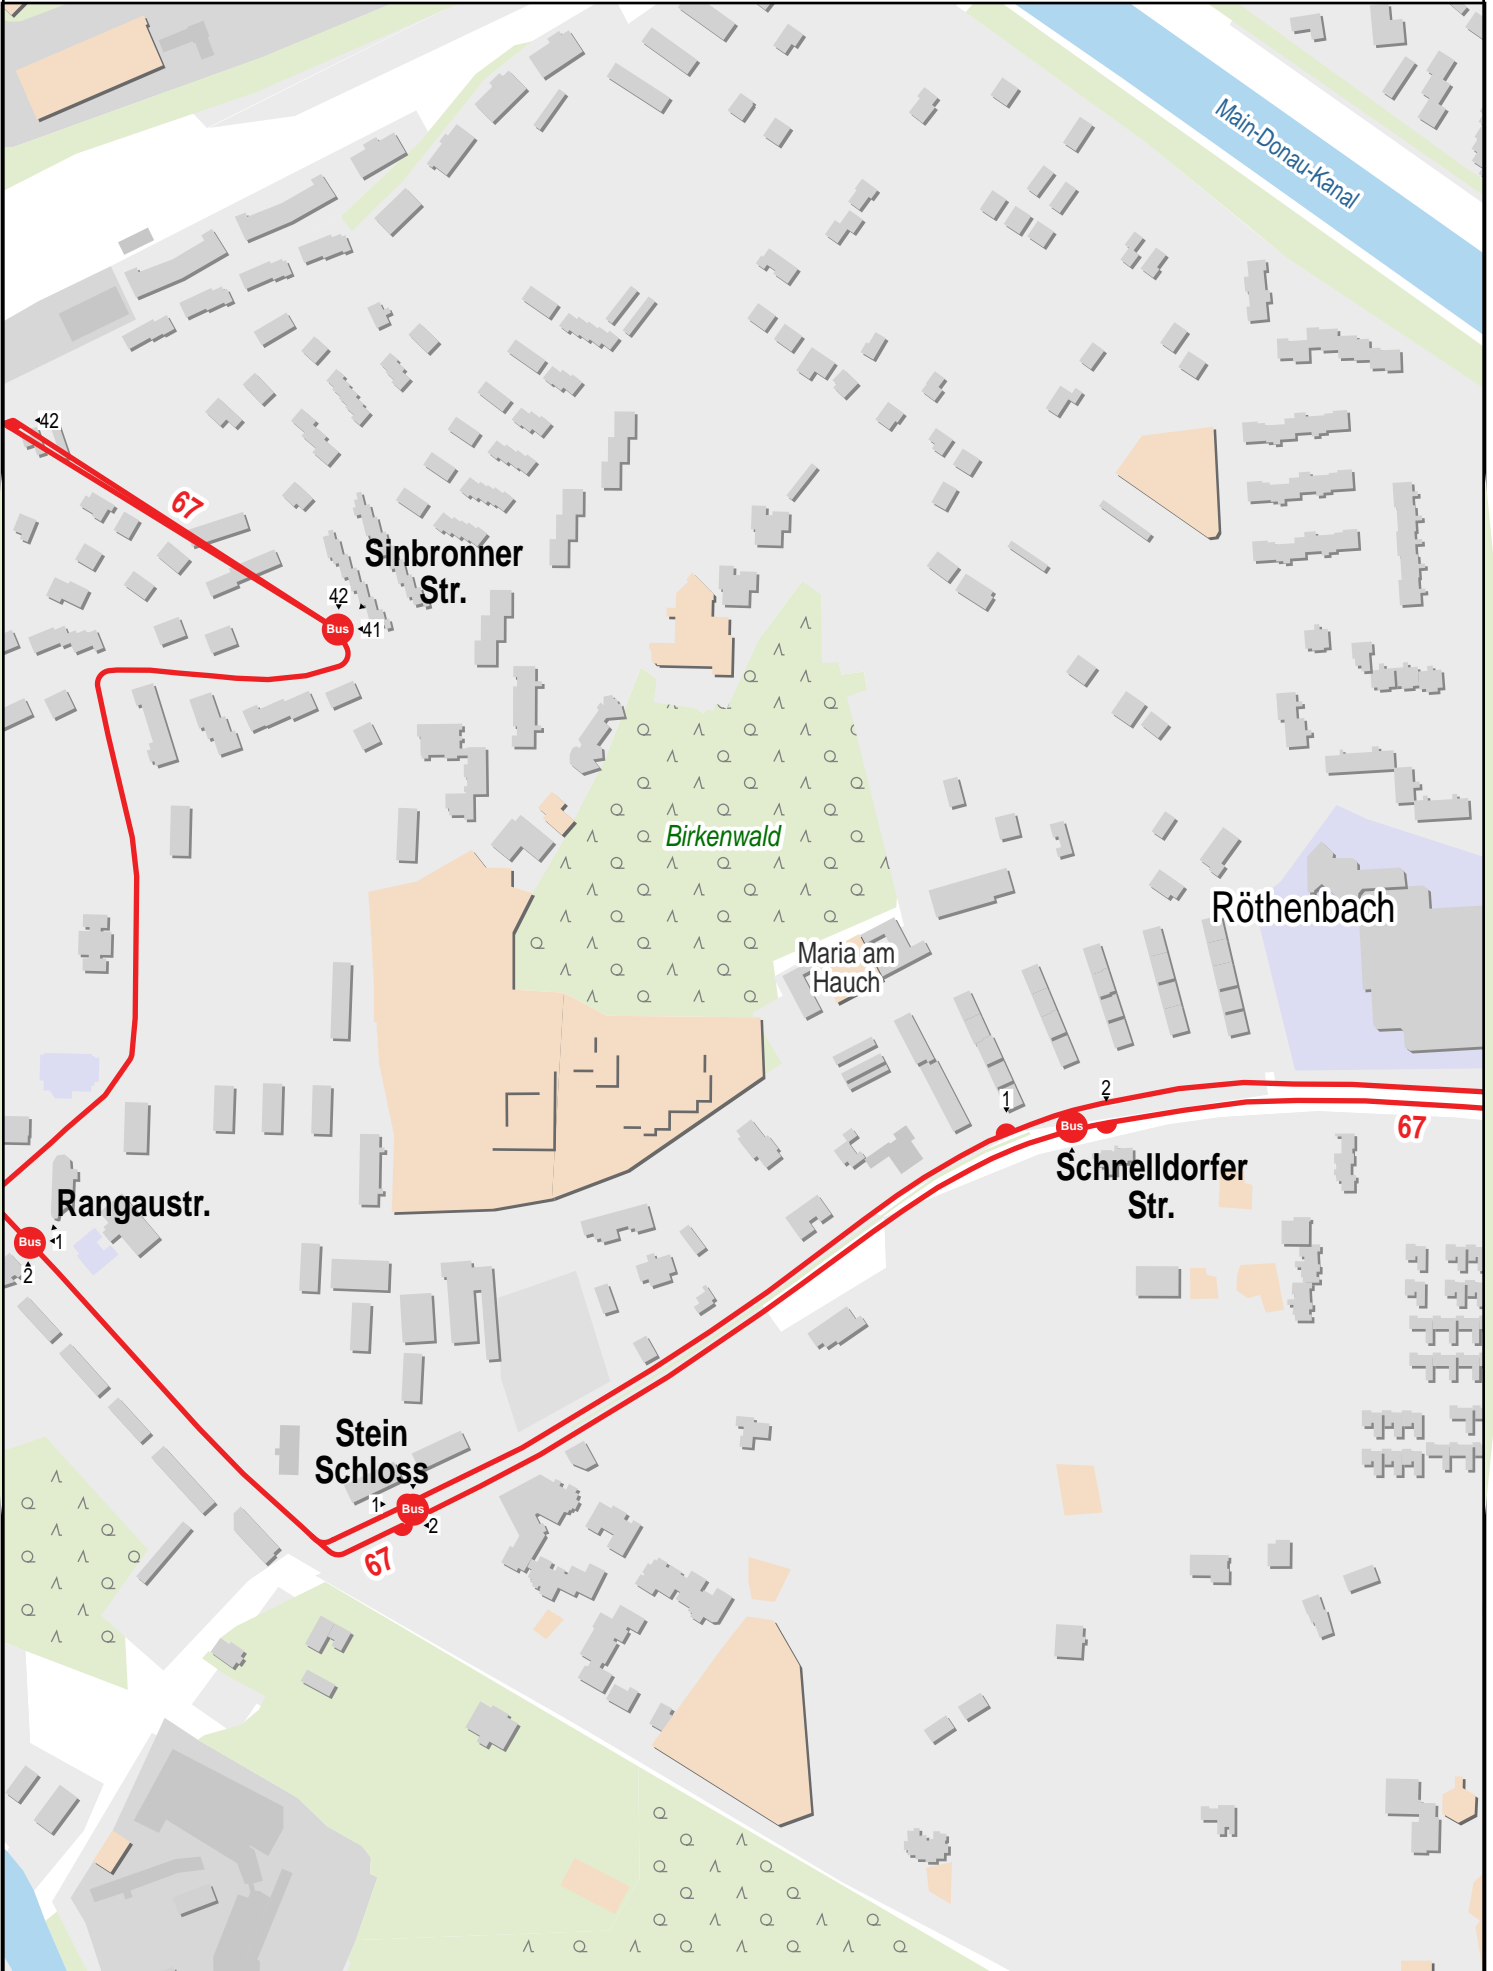 Main-Donau-Kanal
42
67
Sinbronner
Str.
42
Bus
41
Birkenwald
Röthenbach
Maria am
Hauch
1
2
Bus
67
Schnelldorfer
Str.
Rangaustr.
Bus
1
2
Stein
Schloss
1
Bus
2
67